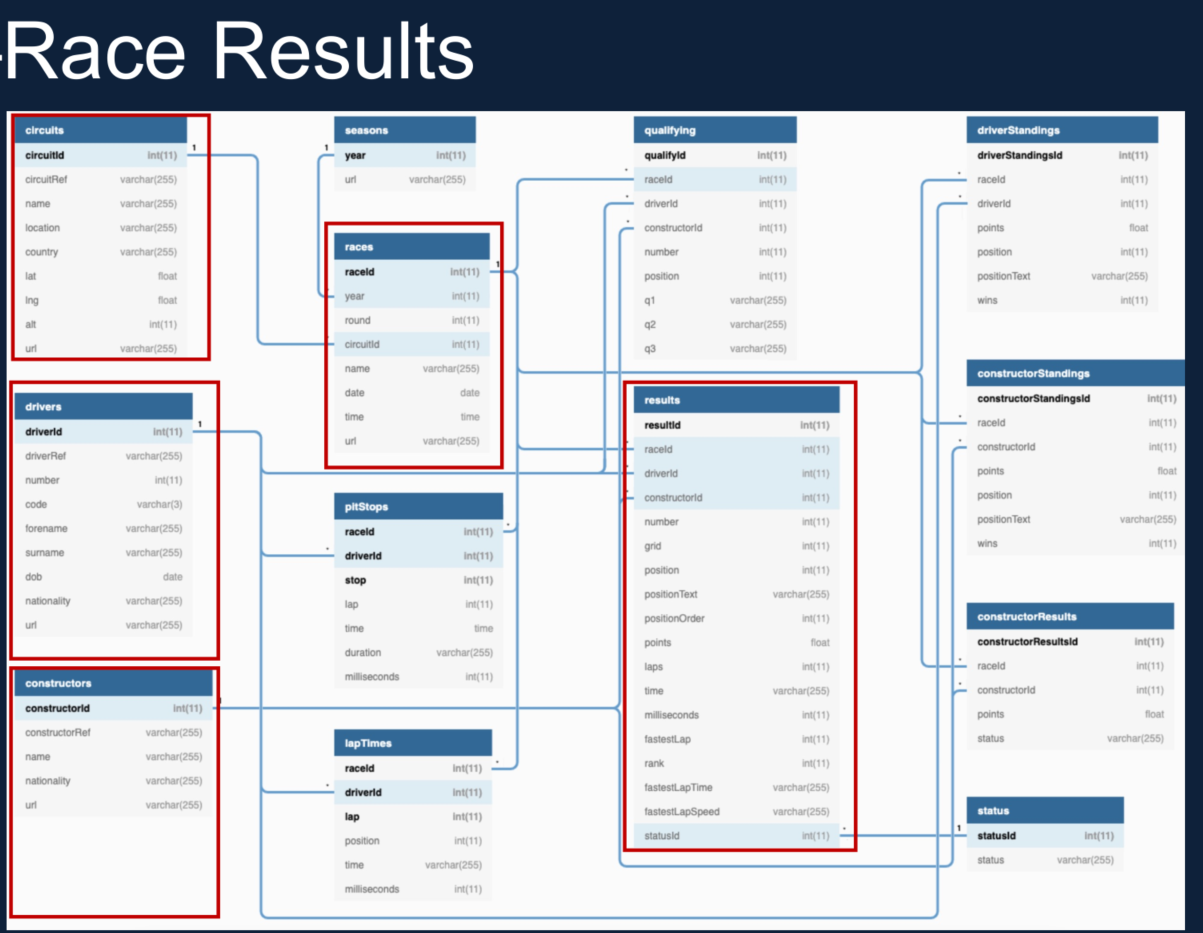 -Race Results
circuits
circuitId int(11)
circuitRef varchar(255)
name varchar(255)
location varchar(255)
country varchar(255)
lat float
lng float
alt int(11)
url varchar(255)
drivers
driverId int(11)
driverRef varchar(255)
number int(11)
code varchar(3)
forename varchar(255)
surname varchar(255)
dob date
nationality varchar(255)
url varchar(255)
constructors
constructorId int(11)
constructorRef varchar(255)
name varchar(255)
nationality varchar(255)
url varchar(255)
seasons
year int(11)
url varchar(255)
races
raceId int(11)
year int(11)
round int(11)
circuitId int(11)
name varchar(255)
date date
time time
url varchar(255)
pitStops
raceId int(11)
driverId int(11)
stop int(11)
lap int(11)
time time
duration varchar(255)
milliseconds int(11)
lapTimes
raceId int(11)
driverId int(11)
lap int(11)
position int(11)
time varchar(255)
milliseconds int(11)
qualifying
qualifyId int(11)
raceId int(11)
driverId int(11)
constructorId int(11)
number int(11)
position int(11)
q1 varchar(255)
q2 varchar(255)
q3 varchar(255)
results
resultId int(11)
raceId int(11)
driverId int(11)
constructorId int(11)
number int(11)
grid int(11)
position int(11)
positionText varchar(255)
positionOrder int(11)
points float
laps int(11)
time varchar(255)
milliseconds int(11)
fastestLap int(11)
rank int(11)
fastestLapTime varchar(255)
fastestLapSpeed varchar(255)
statusId int(11)
driverStandings
driverStandingsId int(11)
raceId int(11)
driverId int(11)
points float
position int(11)
positionText varchar(255)
wins int(11)
constructorStandings
constructorStandingsId int(11)
raceId int(11)
constructorId int(11)
points float
position int(11)
positionText varchar(255)
wins int(11)
constructorResults
constructorResultsId int(11)
raceId int(11)
constructorId int(11)
points float
status varchar(255)
status
statusId int(11)
status varchar(255)
1
1
1
1
1